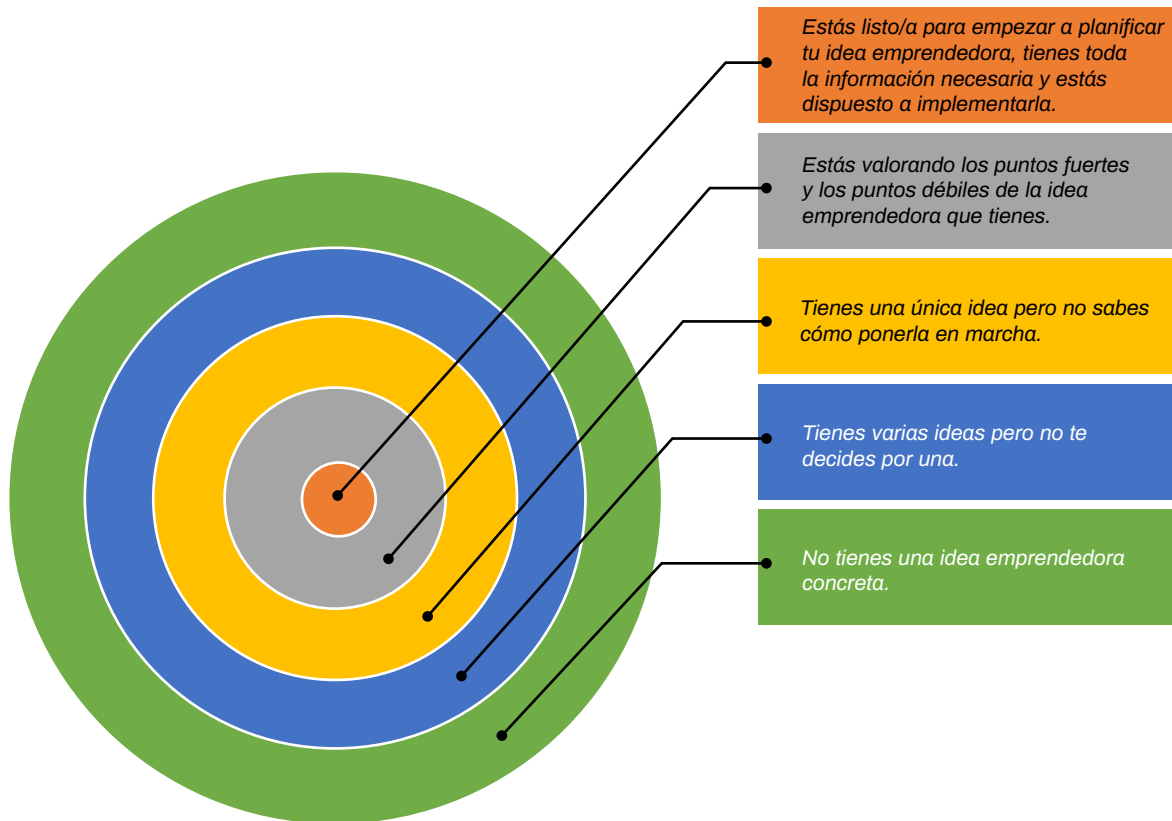 Estás listo/a para empezar a planificar
tu idea emprendedora, tienes toda
la información necesaria y estás
dispuesto a implementarla.
Estás valorando los puntos fuertes
y los puntos débiles de la idea
emprendedora que tienes.
Tienes una única idea pero no sabes
cómo ponerla en marcha.
Tienes varias ideas pero no te
decides por una.
No tienes una idea emprendedora
concreta.